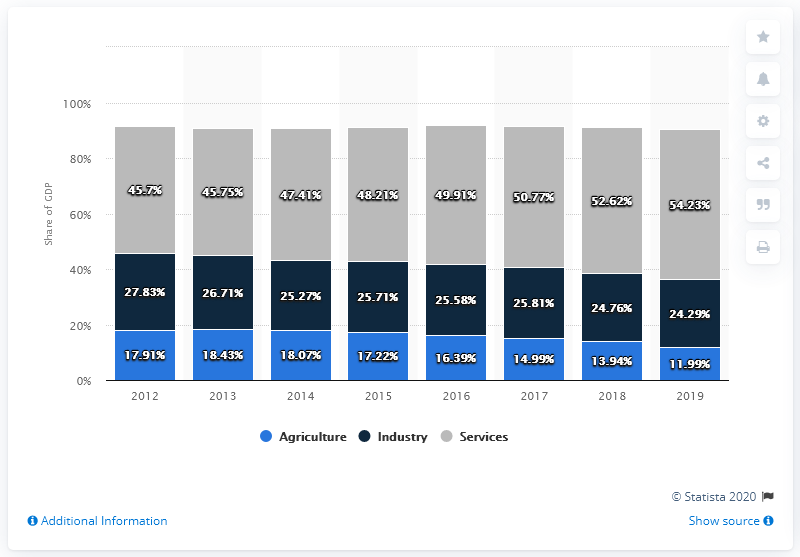 Share of GDP
100%
80%
60%
40%
20%
0%
45.7% 45.75% 47.41% 48.21% 49.91% 50.77% 52.62% 54.23%
27.83% 26.71% 25.27% 25.71% 25.58% 25.81% 24.76% 24.29%
17.91% 18.43% 18.07% 17.22% 16.39% 14.99% 13.94% 11.99%
2012 2013 2014 2015 2016 2017 2018 2019
Agriculture Industry Services
© Statista 2020
Additional Information Show source